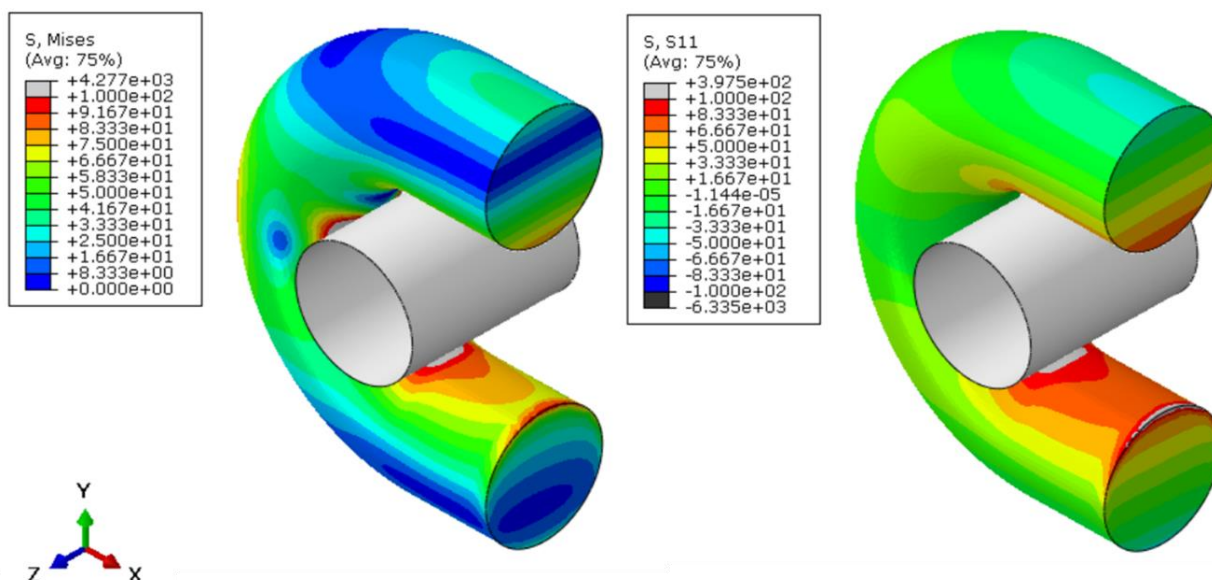 S, Mises
(Avg: 75%)
+4.277e+03
+1.000e+02
+9.167e+01
+8.333e+01
+7.500e+01
+6.667e+01
+5.833e+01
+5.000e+01
+4.167e+01
+3.333e+01
+2.500e+01
+1.667e+01
+8.333e+00
+0.000e+00
S, S11
(Avg: 75%)
+3.975e+02
+1.000e+02
+8.333e+01
+6.667e+01
+5.000e+01
+3.333e+01
+1.667e+01
-1.144e-05
-1.667e+01
-3.333e+01
-5.000e+01
-6.667e+01
-8.333e+01
-1.000e+02
-6.335e+03
Y
Z
X